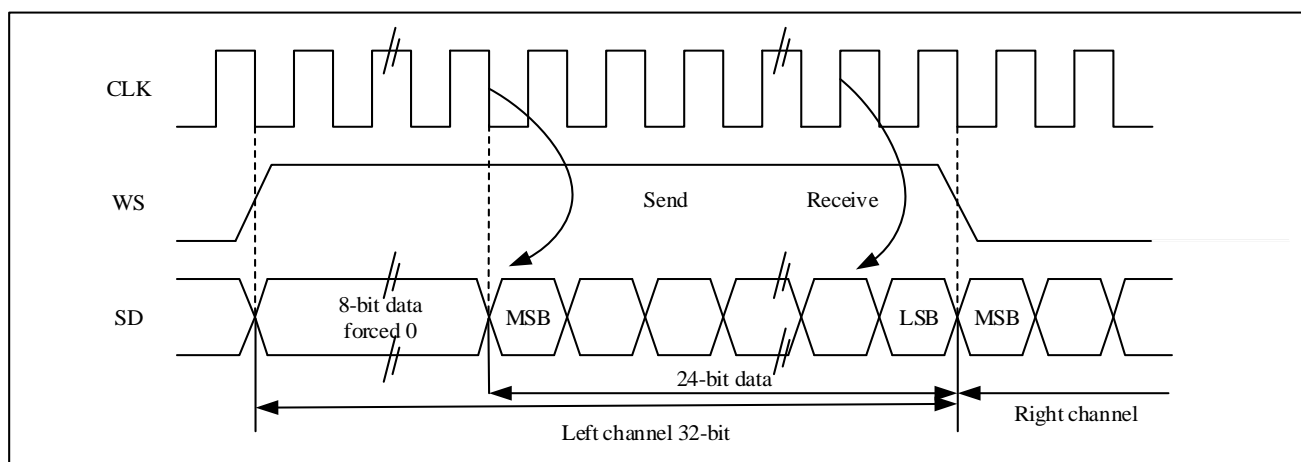 CLK
WS
Send
Receive
SD
8-bit data
forced 0
MSB
LSB
MSB
24-bit data
Right channel
Left channel 32-bit